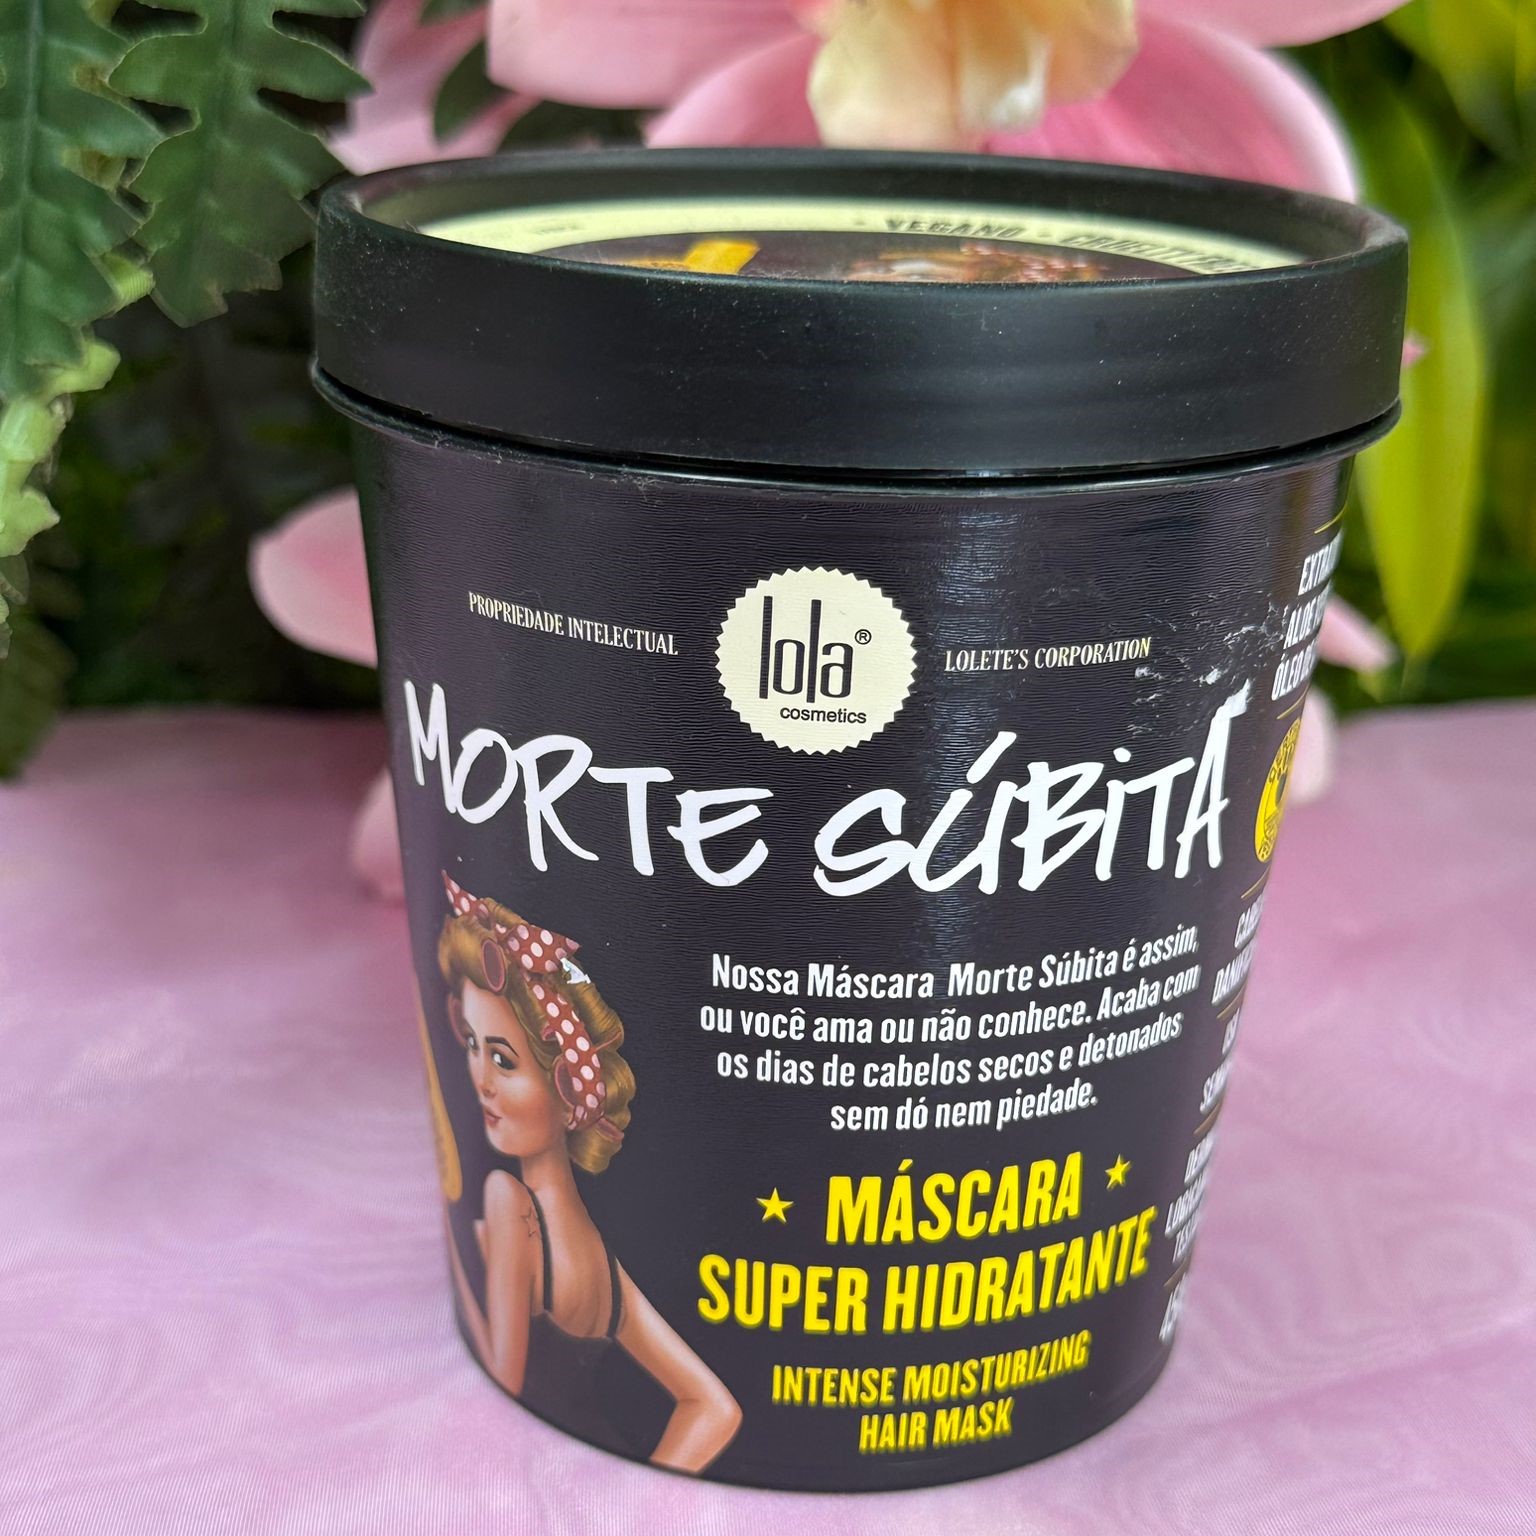 VEGANO
PROPRIEDADE INTELECTUAL
lola®
cosmetics
LOLETE'S CORPORATION
MORTE SÚBITA
Nossa Máscara Morte Súbita é assim,
ou você ama ou não conhece. Acaba com
os dias de cabelos secos e detonados
sem dó nem piedade.
MÁSCARA
SUPER HIDRATANTE
INTENSE MOISTURIZING
HAIR MASK